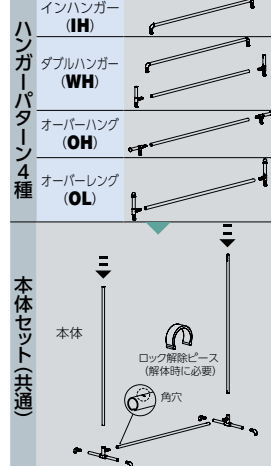 ハンガーパターン4種
インハンガー
(IH)
ダブルハンガー
(WH)
オーバーハング
(OH)
オーバーレング
(OL)
本体セット(共通)
本体
ロック解除ピース
(解体時に必要)
角穴